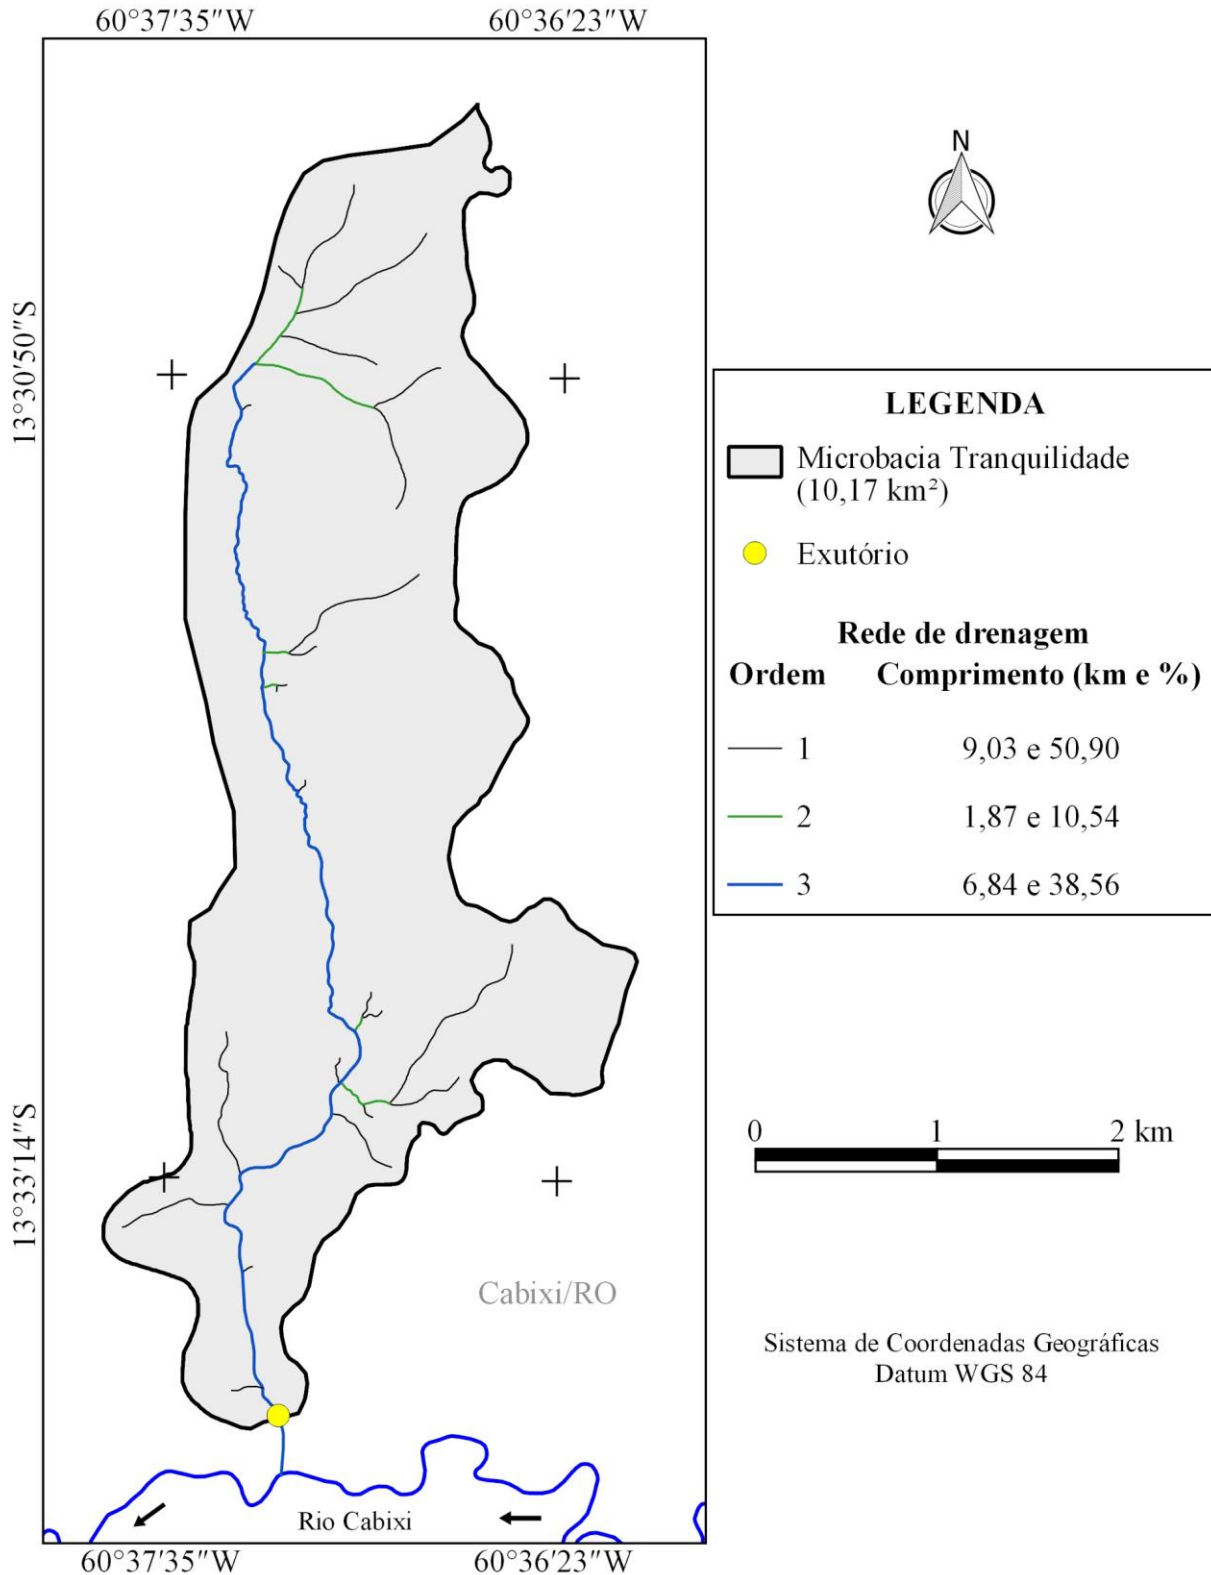 60°37'35"W 60°36'23"W
N
13°30'50"S
LEGENDA
Microbacia Tranquilidade
(10,17 km²)
Exutório
Rede de drenagem
Ordem Comprimento (km e %)
1 9,03 e 50,90
2 1,87 e 10,54
3 6,84 e 38,56
13°33'14"S
0 1 2 km
Cabixi/RO
Sistema de Coordenadas Geográficas
Datum WGS 84
Rio Cabixi
60°37'35"W 60°36'23"W